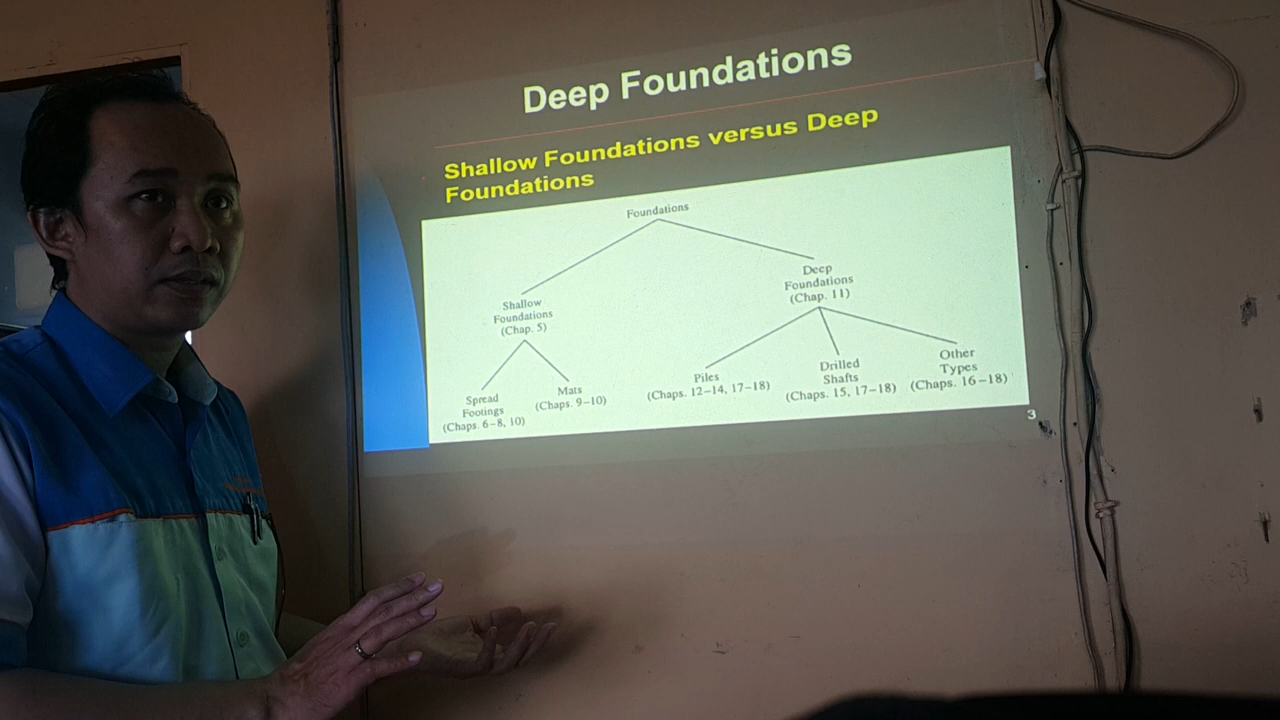 Deep Foundations
Shallow Foundations versus Deep
Foundations
Foundations
Shallow
Foundations
(Chap. 5)
Deep
Foundations
(Chap. 11)
Spread
Footings
(Chaps. 6–8, 10)
Mats
(Chaps. 9–10)
Piles
(Chaps. 12–14, 17–18)
Drilled
Shafts
(Chaps. 15, 17–18)
Other
Types
(Chaps. 16–18)
3